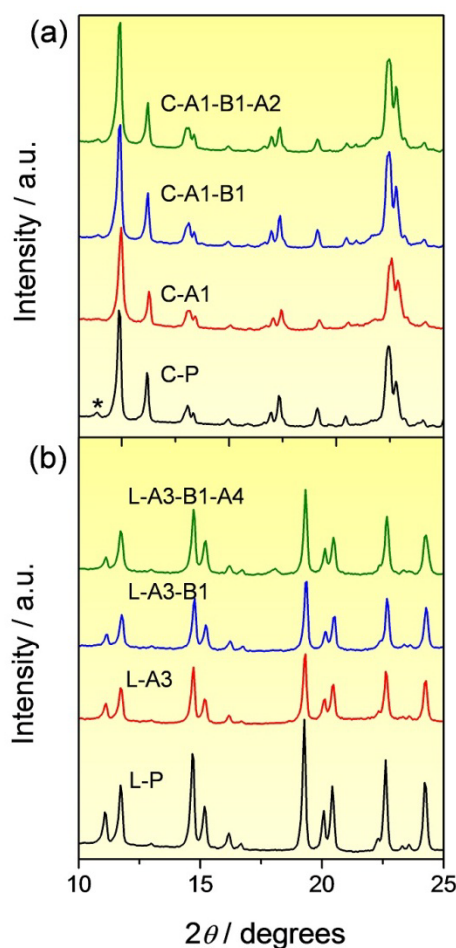 (a)
C-A1-B1-A2
C-A1-B1
C-A1
C-P
*
Intensity / a.u.
(b)
L-A3-B1-A4
L-A3-B1
L-A3
L-P
Intensity / a.u.
10 15 20 25
2θ / degrees